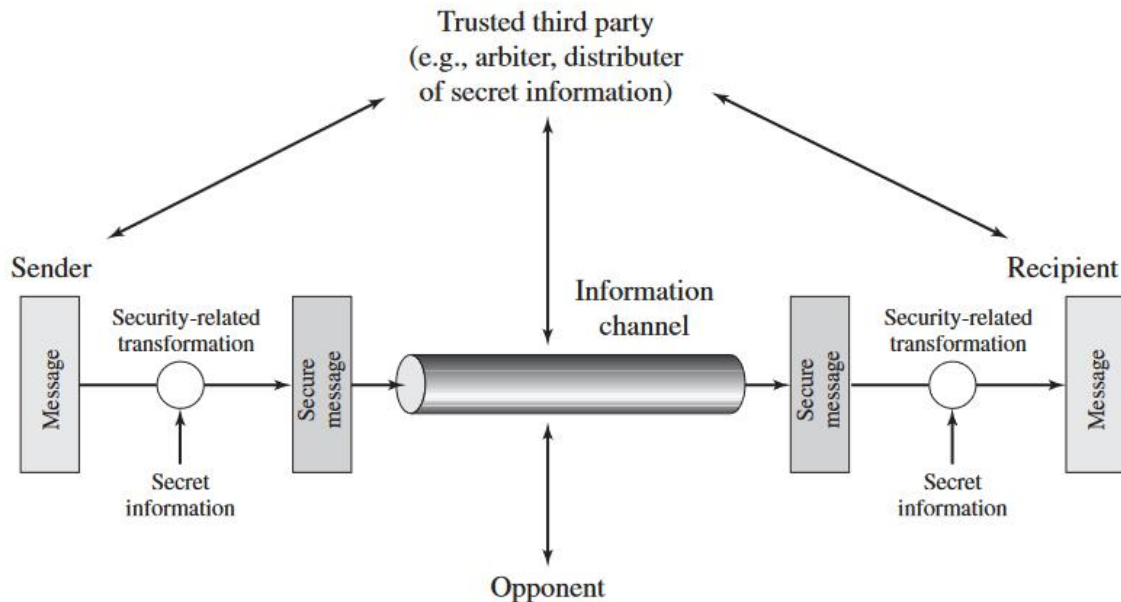 Trusted third party
(e.g., arbiter, distributer
of secret information)
Sender
Recipient
Information
channel
Security-related
transformation
Security-related
transformation
Message
Secure
message
Secure
message
Message
Secret
information
Secret
information
Opponent